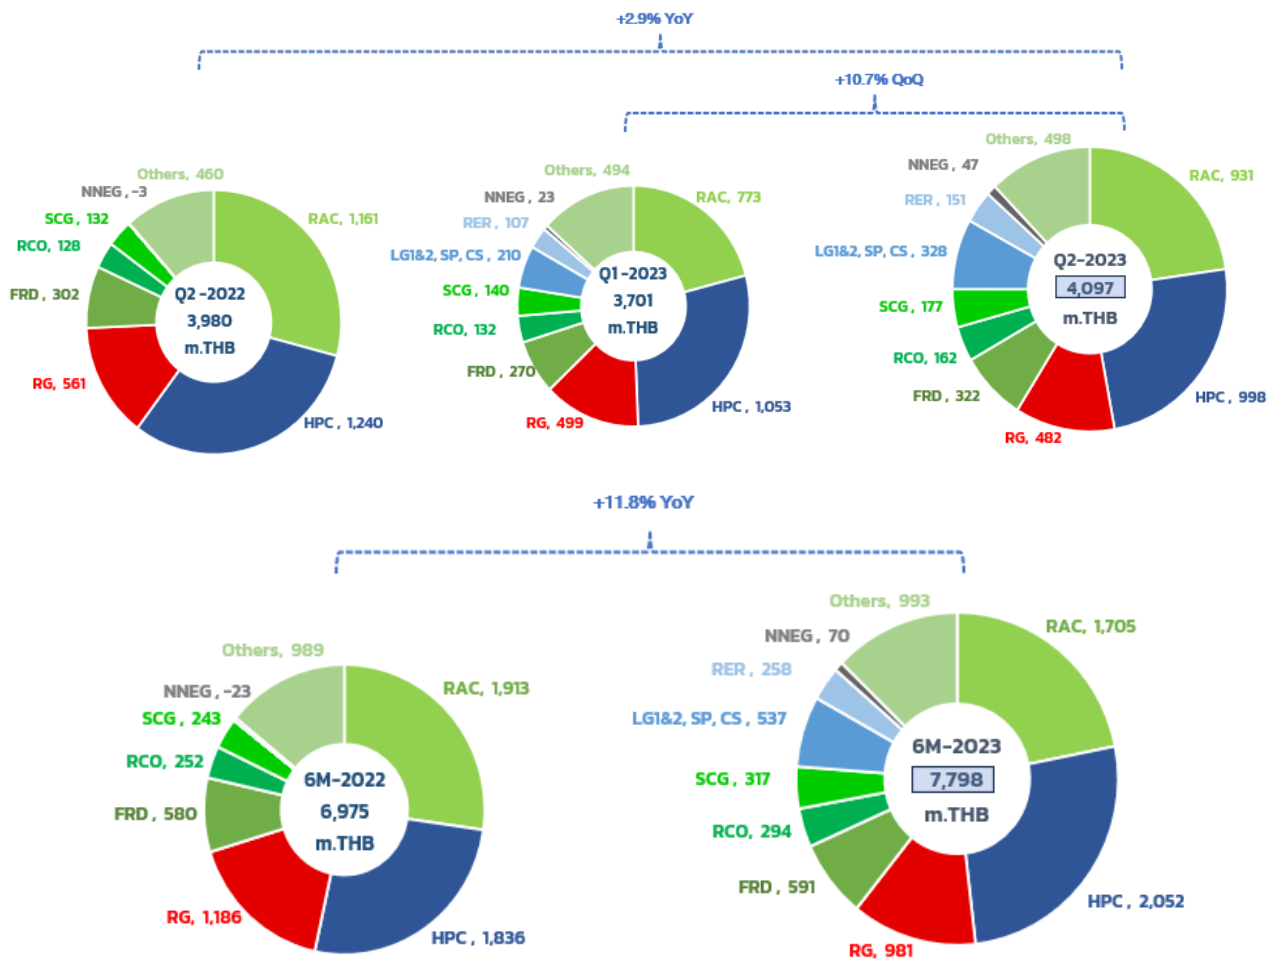 +2.9% YoY
+10.7% QoQ
Others, 460
NNEG , -3
SCG , 132
RCO, 128
FRD , 302
RG, 561
RAC, 1,161
HPC , 1,240
Q2 -2022
3,980
m.THB
Others, 494
NNEG , 23
RER , 107
LG1&2, SP, CS , 210
SCG , 140
RCO, 132
FRD , 270
RG, 499
RAC, 773
HPC , 1,053
Q1 -2023
3,701
m.THB
Others, 498
NNEG , 47
RER , 151
LG1&2, SP, CS , 328
SCG , 177
RCO, 162
FRD , 322
RG, 482
RAC, 931
HPC , 998
Q2-2023
4,097
m.THB
+11.8% YoY
Others, 989
NNEG , -23
SCG , 243
RCO, 252
FRD , 580
RG, 1,186
RAC, 1,913
HPC , 1,836
6M-2022
6,975
m.THB
Others, 993
NNEG , 70
RER , 258
LG1&2, SP, CS , 537
SCG , 317
RCO, 294
FRD , 591
RG, 981
RAC, 1,705
HPC , 2,052
6M-2023
7,798
m.THB